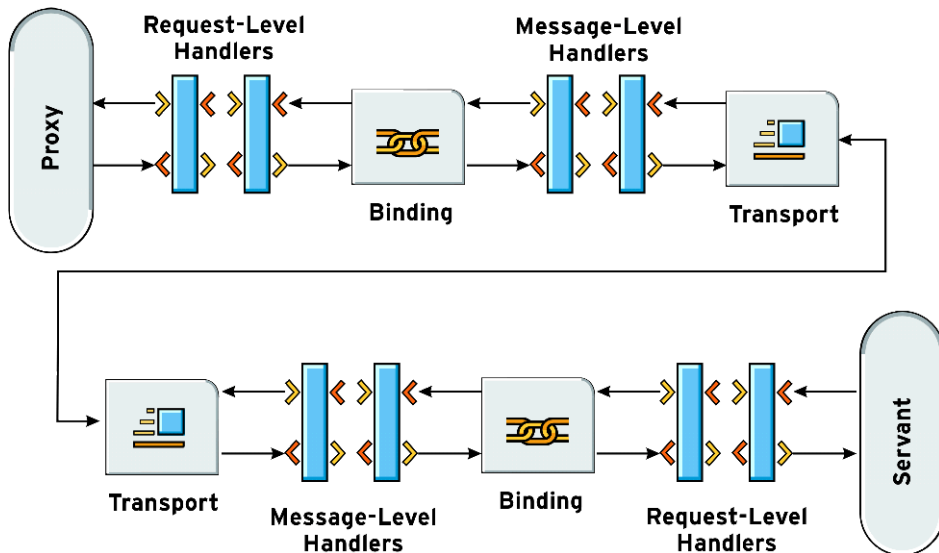 Request-Level
Handlers
Message-Level
Handlers
Proxy
Binding
Transport
Servant
Transport
Message-Level
Handlers
Binding
Request-Level
Handlers